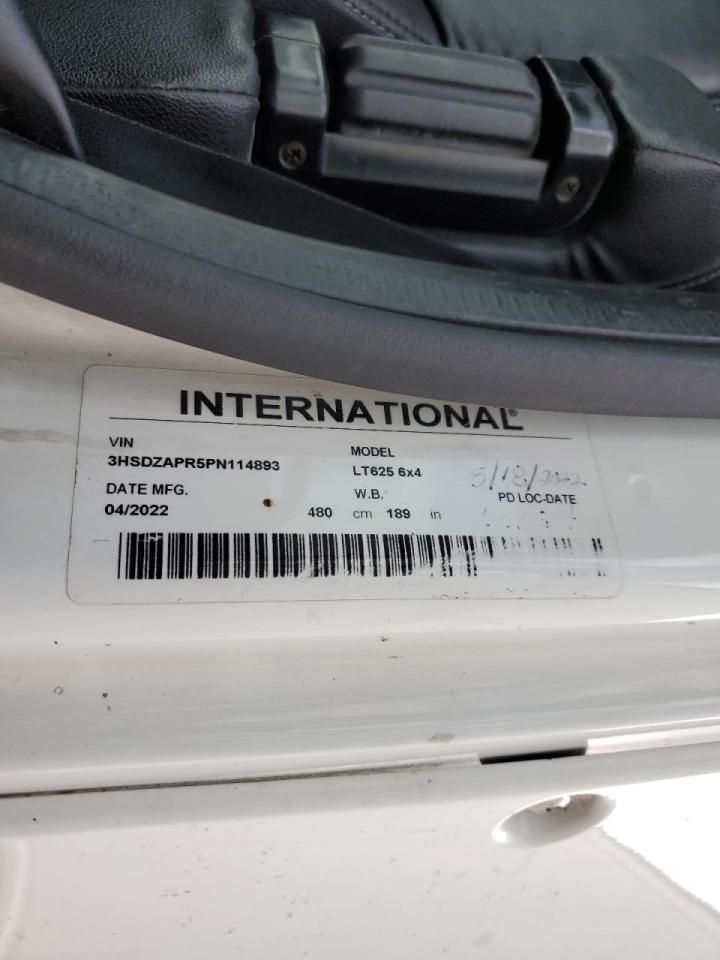 INTERNATIONAL®
VIN
3HSDZAPR5PN114893
MODEL
LT625 6x4
5/18/2022
DATE MFG.
04/2022
W.B.
480 cm 189 in
PD LOC-DATE